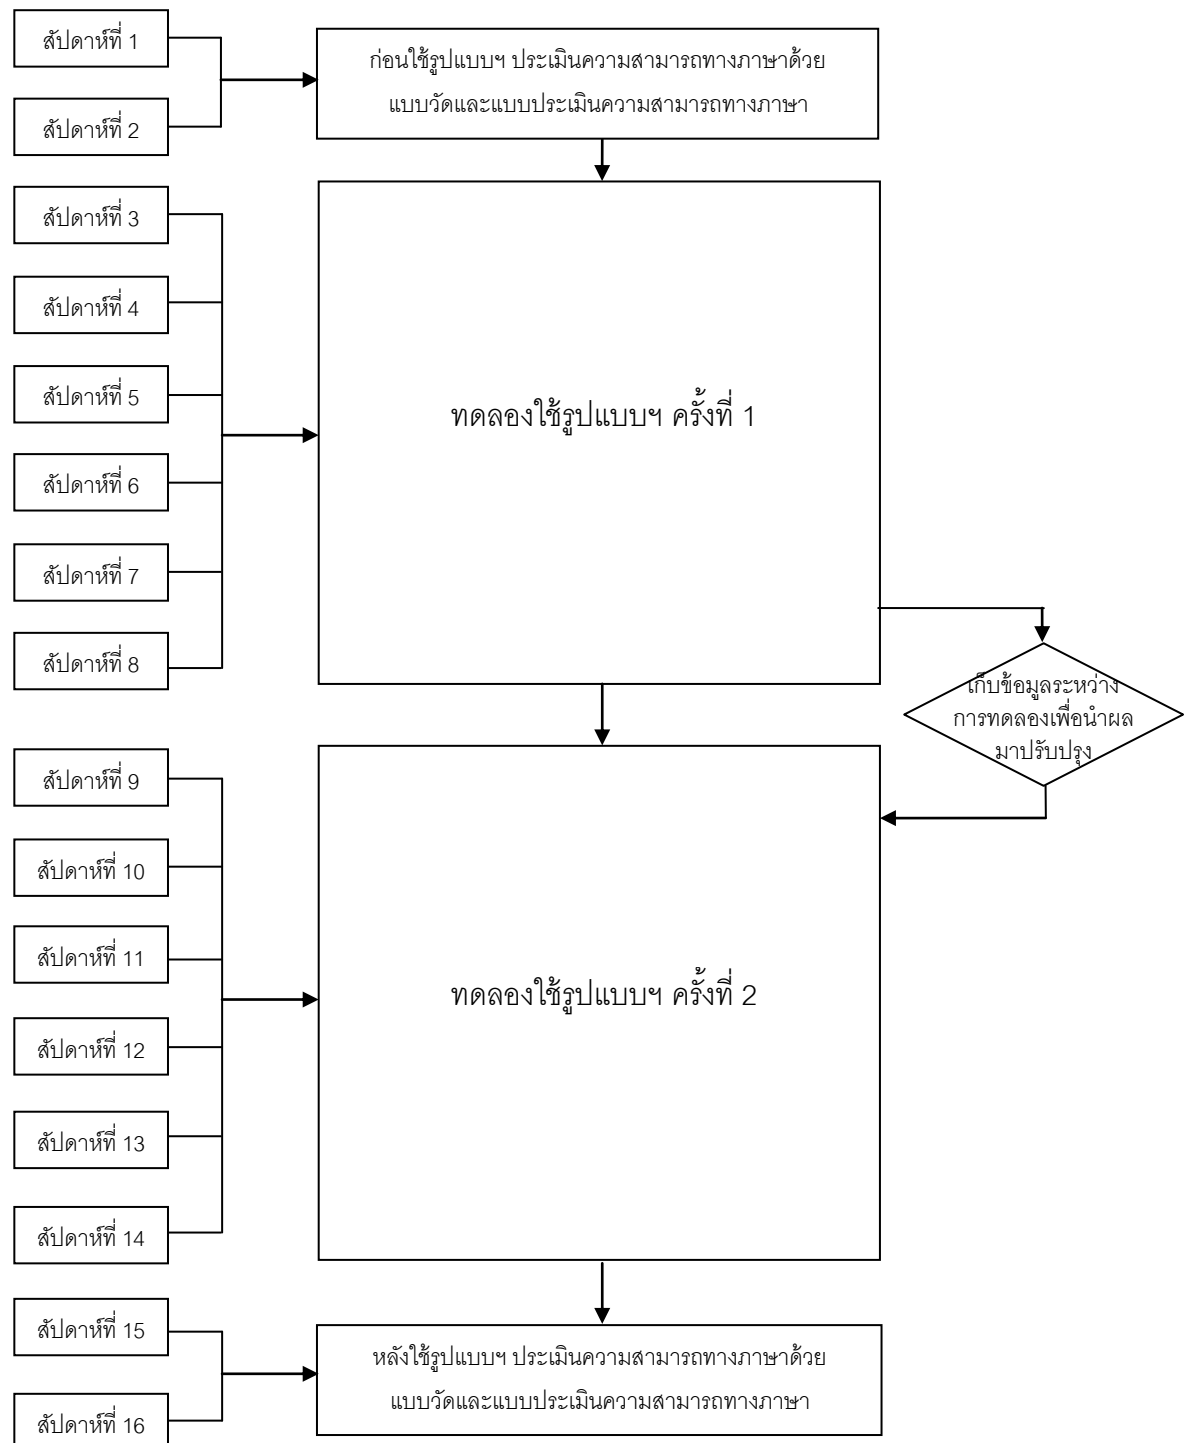 สัปดาห์ที่ 1
ก่อนใช้รูปแบบฯ ประเมินความสามารถทางภาษาด้วย
แบบวัดและแบบประเมินความสามารถทางภาษา
สัปดาห์ที่ 2
สัปดาห์ที่ 3
สัปดาห์ที่ 4
สัปดาห์ที่ 5
ทดลองใช้รูปแบบฯ ครั้งที่ 1
สัปดาห์ที่ 6
สัปดาห์ที่ 7
สัปดาห์ที่ 8
เก็บข้อมูลระหว่าง
การทดลองเพื่อนำผล
มาปรับปรุง
สัปดาห์ที่ 9
สัปดาห์ที่ 10
สัปดาห์ที่ 11
ทดลองใช้รูปแบบฯ ครั้งที่ 2
สัปดาห์ที่ 12
สัปดาห์ที่ 13
สัปดาห์ที่ 14
สัปดาห์ที่ 15
หลังใช้รูปแบบฯ ประเมินความสามารถทางภาษาด้วย
แบบวัดและแบบประเมินความสามารถทางภาษา
สัปดาห์ที่ 16